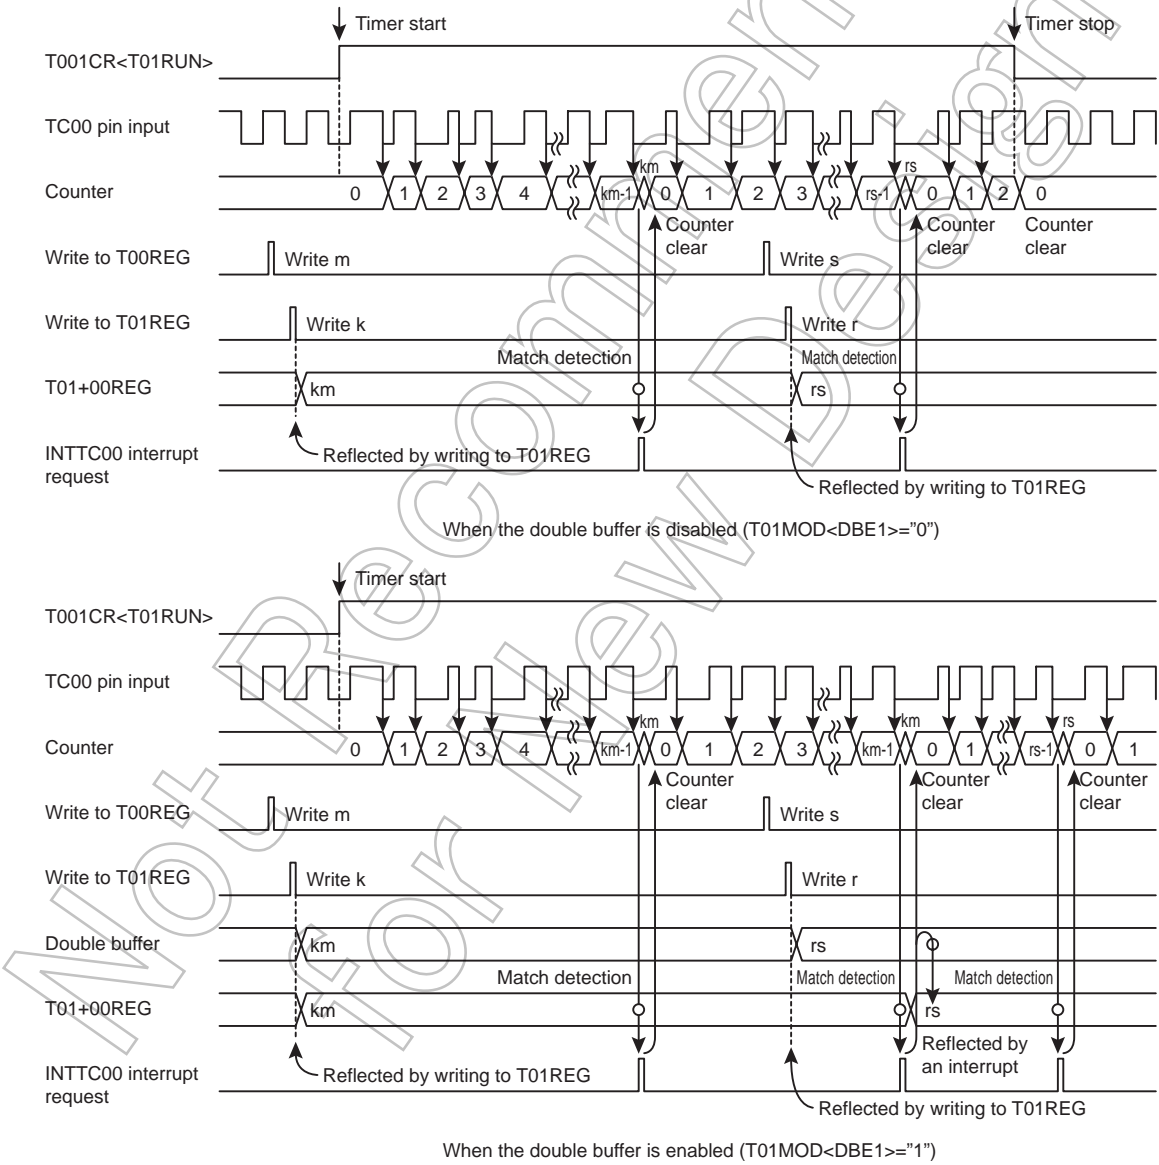 Timer start
Timer stop
T001CR<T01RUN>
TC00 pin input
km
rs
Counter
0 1 2 3 4 km-1 0 1 2 3 rs-1 0 1 2 0
Counter clear
Counter clear
Counter clear
Write to T00REG
Write m
Write s
Write to T01REG
Write k
Write r
Match detection
Match detection
T01+00REG
km
rs
INTTC00 interrupt request
Reflected by writing to T01REG
Reflected by writing to T01REG
When the double buffer is disabled (T01MOD<DBE1>="0")
Timer start
T001CR<T01RUN>
TC00 pin input
km
km
rs
Counter
0 1 2 3 4 km-1 0 1 2 3 km-1 0 1 rs-1 0 1
Counter clear
Counter clear
Counter clear
Write to T00REG
Write m
Write s
Write to T01REG
Write k
Write r
Double buffer
km
rs
Match detection
Match detection
Match detection
T01+00REG
km
rs
Reflected by an interrupt
INTTC00 interrupt request
Reflected by writing to T01REG
Reflected by writing to T01REG
When the double buffer is enabled (T01MOD<DBE1>="1")
Not Recommen
for New Design